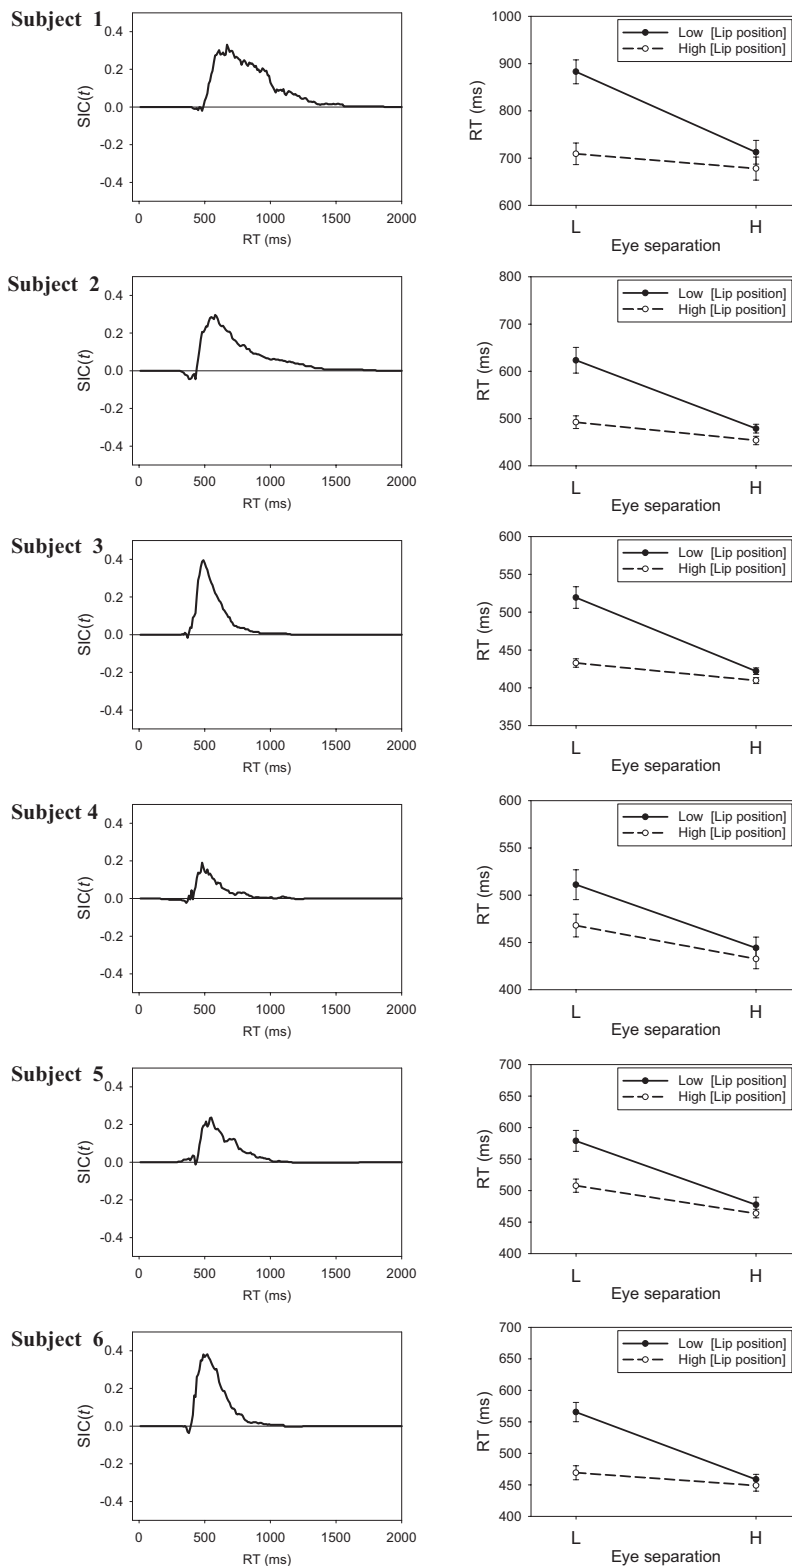 Subject 1
0.4
0.2
0.0
-0.2
-0.4
SIC(t)
0 500 1000 1500 2000
RT (ms)
1000
900
800
700
600
RT (ms)
Low [Lip position]
High [Lip position]
L H
Eye separation
Subject 2
0.4
0.2
0.0
-0.2
-0.4
SIC(t)
0 500 1000 1500 2000
RT (ms)
800
700
600
500
400
RT (ms)
Low [Lip position]
High [Lip position]
L H
Eye separation
Subject 3
0.4
0.2
0.0
-0.2
-0.4
SIC(t)
0 500 1000 1500 2000
RT (ms)
600
550
500
450
400
350
RT (ms)
Low [Lip position]
High [Lip position]
L H
Eye separation
Subject 4
0.4
0.2
0.0
-0.2
-0.4
SIC(t)
0 500 1000 1500 2000
RT (ms)
600
550
500
450
400
RT (ms)
Low [Lip position]
High [Lip position]
L H
Eye separation
Subject 5
0.4
0.2
0.0
-0.2
-0.4
SIC(t)
0 500 1000 1500 2000
RT (ms)
700
650
600
550
500
450
400
RT (ms)
Low [Lip position]
High [Lip position]
L H
Eye separation
Subject 6
0.4
0.2
0.0
-0.2
-0.4
SIC(t)
0 500 1000 1500 2000
RT (ms)
700
650
600
550
500
450
400
RT (ms)
Low [Lip position]
High [Lip position]
L H
Eye separation